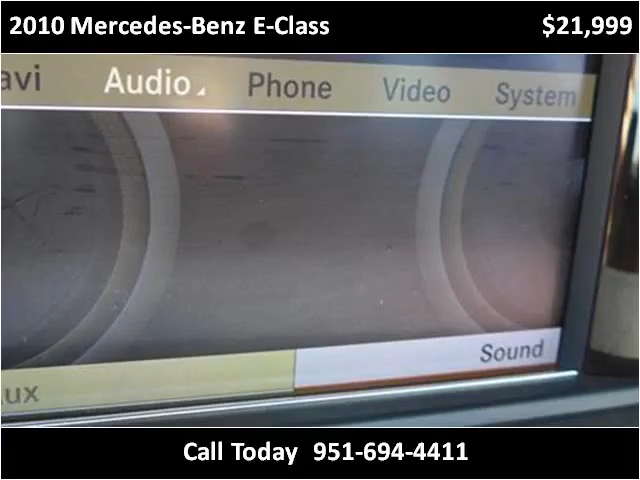 2010 Mercedes-Benz E-Class $21,999
avi Audio Phone Video System
Sound
ux
Call Today 951-694-4411